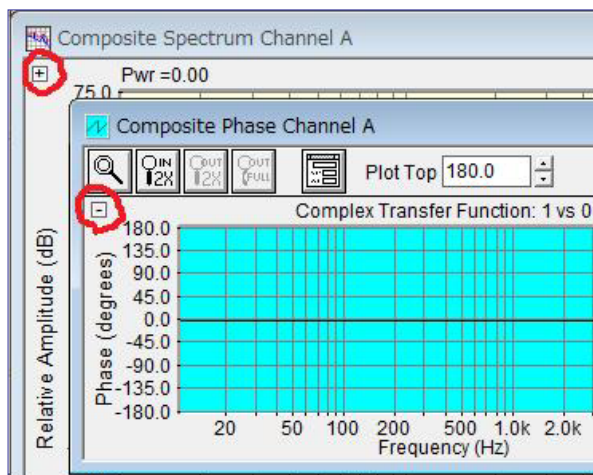 Composite Spectrum Channel A
+
Pwr =0.00
75.0
Relative Amplitude (dB)
Composite Phase Channel A
IN 2X
OUT 2X
OUT FULL
Plot Top 180.0
-
Complex Transfer Function: 1 vs 0
Phase (degrees)
180.0
135.0
90.0
45.0
0.0
-45.0
-90.0
-135.0
-180.0
20 50 100 200 500 1.0k 2.0k
Frequency (Hz)